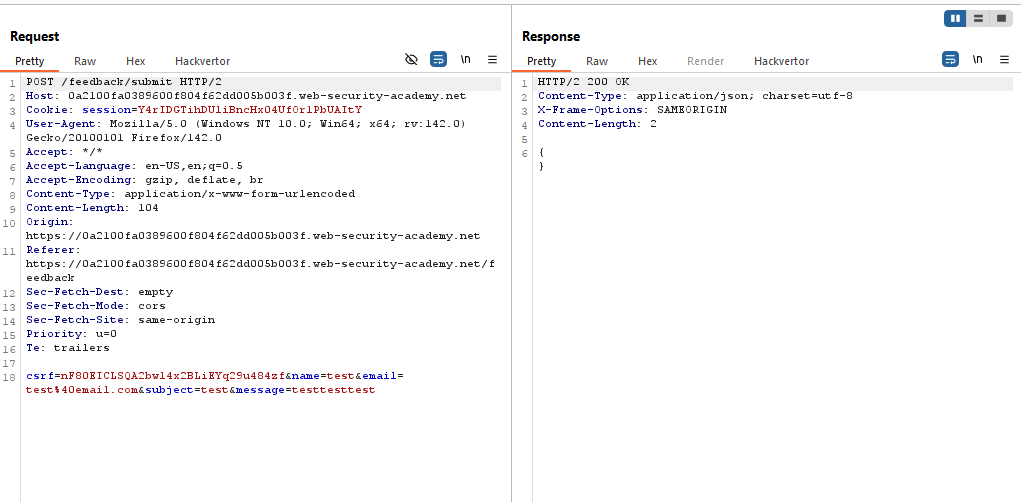 Request
Pretty Raw Hex Hackvertor \n
1 POST /feedback/submit HTTP/2
2 Host: 0a2100fa0389600f804f62dd005b003f.web-security-academy.net
3 Cookie: session=Y4rIDGTihDUliBncHx04Uf0rlPbUAItY
4 User-Agent: Mozilla/5.0 (Windows NT 10.0; Win64; x64; rv:142.0)
Gecko/20100101 Firefox/142.0
5 Accept: */*
6 Accept-Language: en-US,en;q=0.5
7 Accept-Encoding: gzip, deflate, br
8 Content-Type: application/x-www-form-urlencoded
9 Content-Length: 104
10 Origin:
https://0a2100fa0389600f804f62dd005b003f.web-security-academy.net
11 Referer:
https://0a2100fa0389600f804f62dd005b003f.web-security-academy.net/f
eedback
12 Sec-Fetch-Dest: empty
13 Sec-Fetch-Mode: cors
14 Sec-Fetch-Site: same-origin
15 Priority: u=0
16 Te: trailers
17
18 csrf=nF80EICLSQA2bwl4x2BLiEYq29u484zf&name=test&email=
test%40email.com&subject=test&message=testtesttest
Response
Pretty Raw Hex Render Hackvertor \n
1 HTTP/2 200 OK
2 Content-Type: application/json; charset=utf-8
3 X-Frame-Options: SAMEORIGIN
4 Content-Length: 2
5
6 {
}